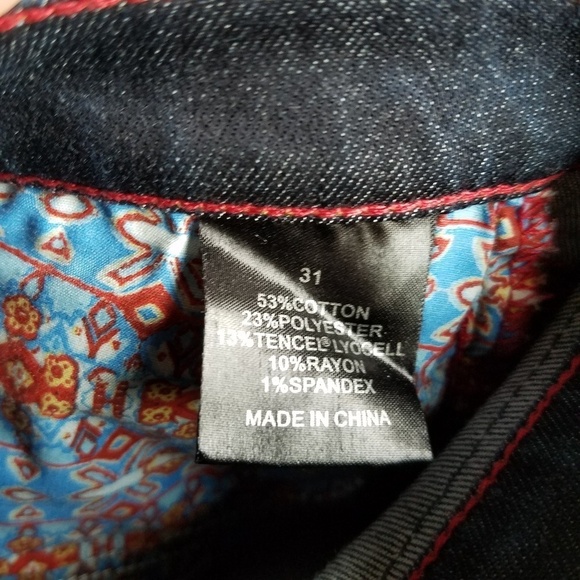 31
53%COTTON
23%POLYESTER
13%TENCEL®LYOCELL
10%RAYON
1%SPANDEX
MADE IN CHINA